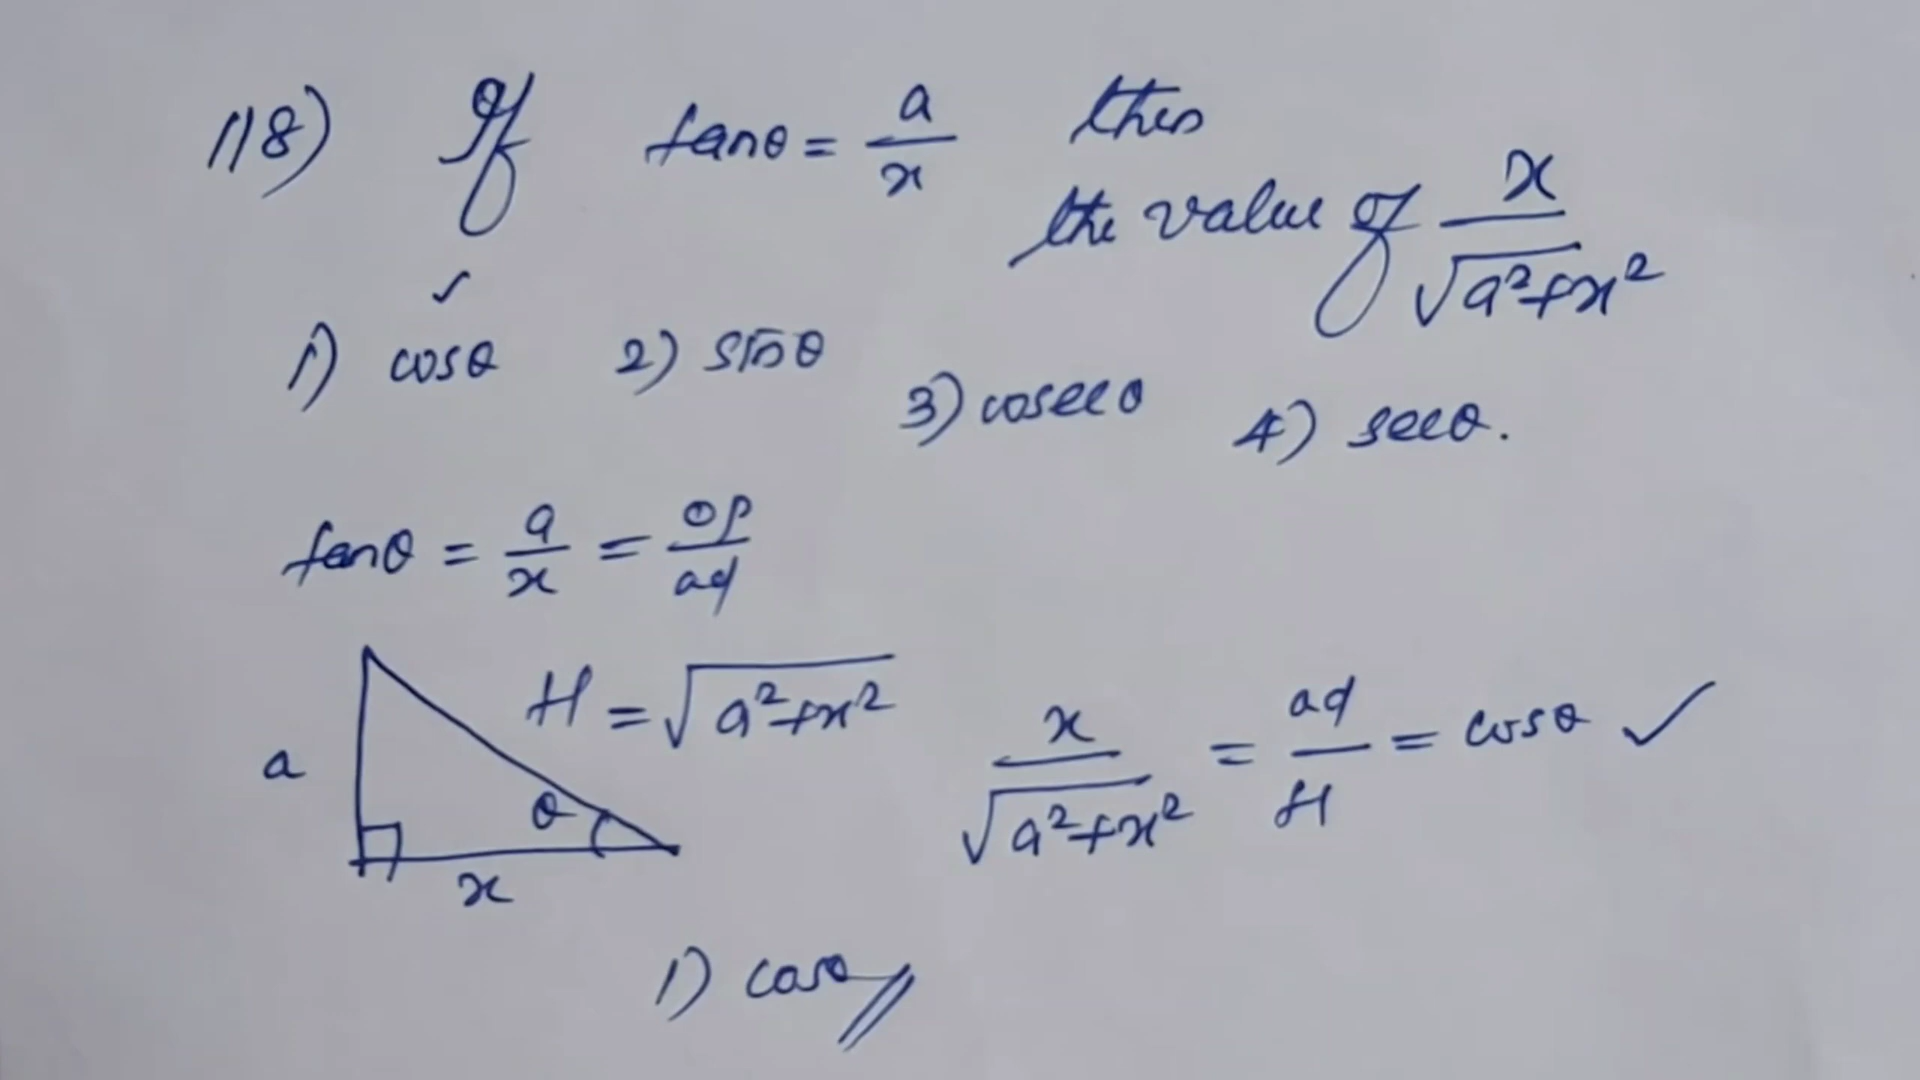 118) If tanθ = a/x then
the value of x/√(a²+x²)
✓
1) cosθ 2) sinθ 3) cosecθ 4) secθ.
tanθ = a/x = op/ad
H = √(a²+x²)
a
θ
x
x/√(a²+x²) = ad/H = cosθ ✓
1) cosθ //